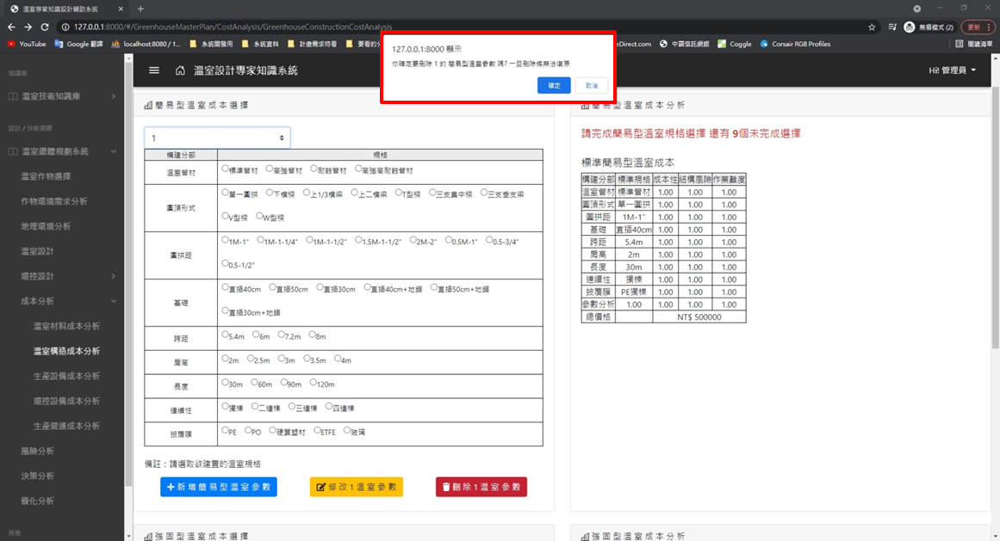 溫室專家知識設計輔助系統
127.0.0.1:8000/#/GreenhouseMasterPlan/CostAnalysis/GreenhouseConstructionCostAnalysis
無痕模式 (2)
更新
YouTube
Google 翻譯
localhost:8080 / 1...
系統開發用
系統資料
計畫需求待看
eDirect.com
中國信託網銀
Coggle
Corsair RGB Profiles
閱讀清單
127.0.0.1:8000 顯示
你確定要刪除 1 的 簡易型溫室參數 嗎? 一旦刪除將無法復原
確定
取消
知識庫
溫室技術知識庫
溫室總體規劃系統
溫室作物選擇
作物環境需求分析
地理環境分析
溫室設計
環控設計
成本分析
溫室材料成本分析
溫室構造成本分析
生產設備成本分析
環控設備成本分析
生產營運成本分析
風險分析
決策分析
優化分析
其他
溫室設計專家知識系統
Hi! 管理員
簡易型溫室成本選擇
1
構建分部 規格
溫室管材 標準管材 高強管材 耐蝕管材 高強高耐蝕管材
圓頂形式 單一圓拱 下橫樑 上1/3橫梁 上二橫梁 T型樑 三支集中樑 三支垂支梁
V型樑 W型樑
圓拱距 1M-1" 1M-1-1/4" 1M-1-1/2" 1.5M-1-1/2" 2M-2" 0.5M-1" 0.5-3/4"
0.5-1/2"
基礎 直插40cm 直插50cm 直插30cm 直插40cm+地錨 直插50cm+地錨
直插30cm+地錨
跨距 5.4m 6m 7.2m 8m
肩高 2m 2.5m 3m 3.5m 4m
長度 30m 60m 90m 120m
連續性 獨棟 二連棟 三連棟 四連棟
披覆膜 PE PO 硬質塑材 ETFE 玻璃
備註：請選取欲建置的溫室規格
新增簡易型溫室參數
修改1溫室參數
刪除1溫室參數
簡易型溫室成本分析
請完成簡易型溫室規格選擇 還有 9個未完成選擇
標準簡易型溫室成本
構建分部 標準規格 成本性 結構風險 作業難度
溫室管材 標準管材 1.00 1.00 1.00
圓頂形式 單一圓拱 1.00 1.00 1.00
圓拱距 1M-1" 1.00 1.00 1.00
基礎 直插40cm 1.00 1.00 1.00
跨距 5.4m 1.00 1.00 1.00
肩高 2m 1.00 1.00 1.00
長度 30m 1.00 1.00 1.00
連續性 獨棟 1.00 1.00 1.00
披覆膜 PE獨棟 1.00 1.00 1.00
參數分析 1.00 1.00 1.00 1.00
總價格 NT$ 500000
強固型溫室成本選擇
強固型溫室成本分析